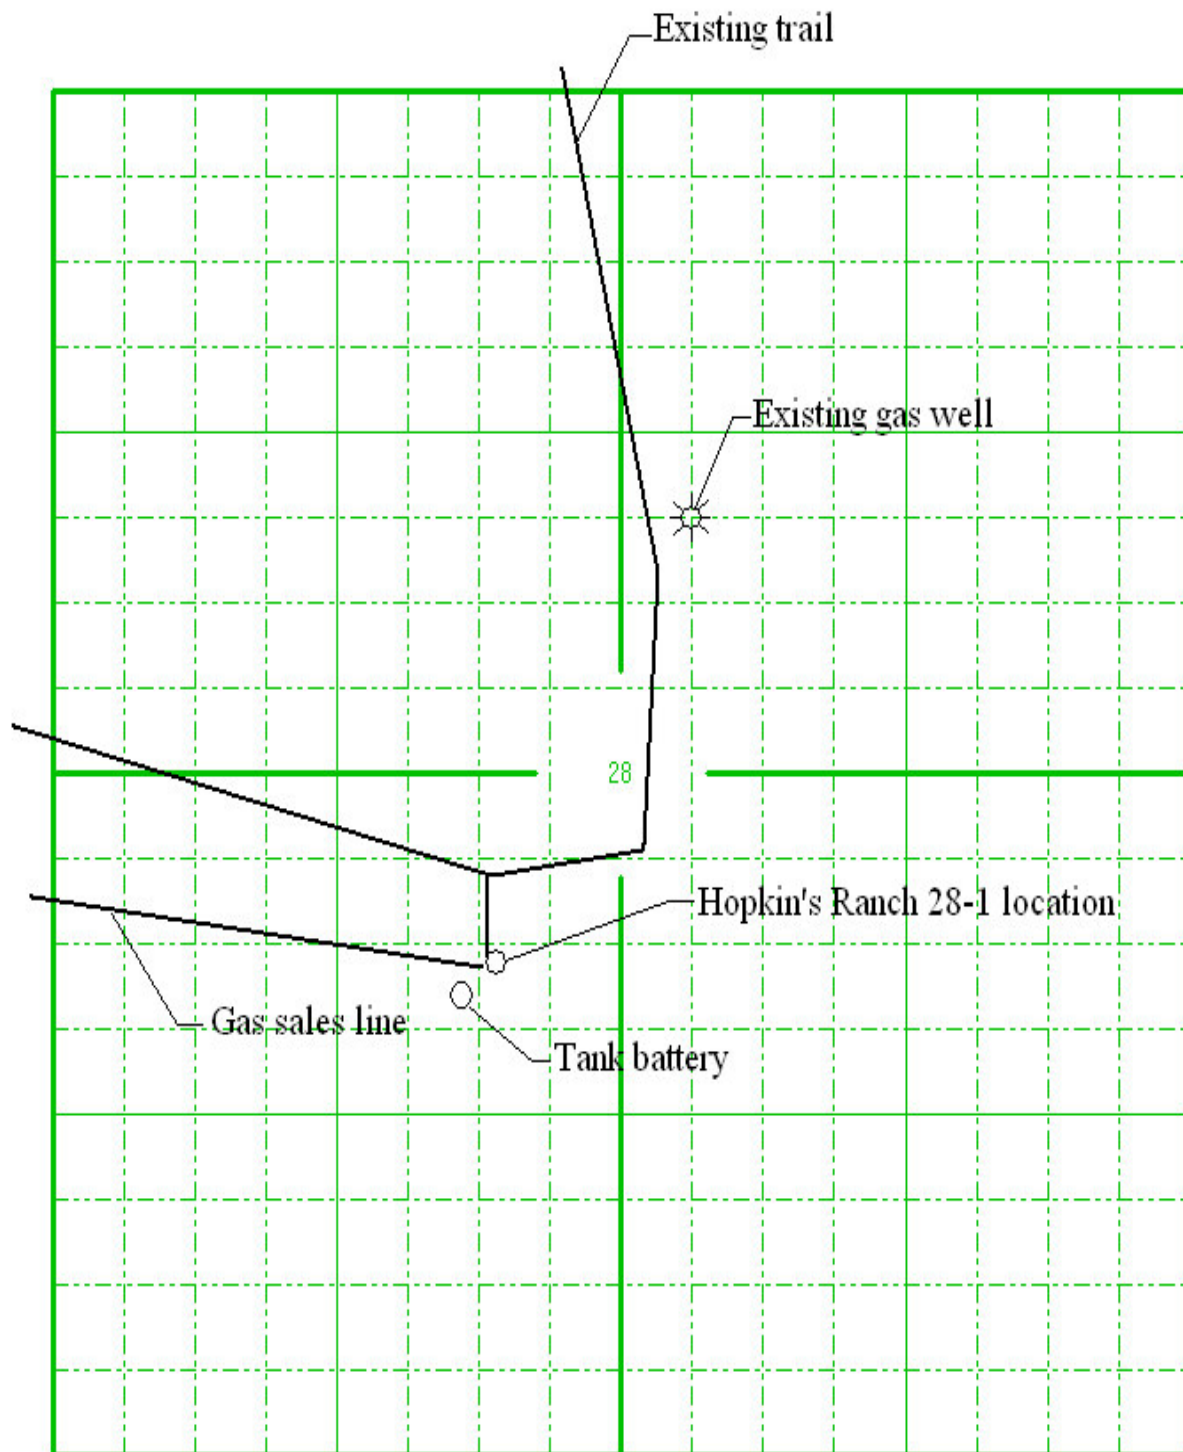 Existing trail
Existing gas well
28
Hopkin's Ranch 28-1 location
Gas sales line
Tank battery